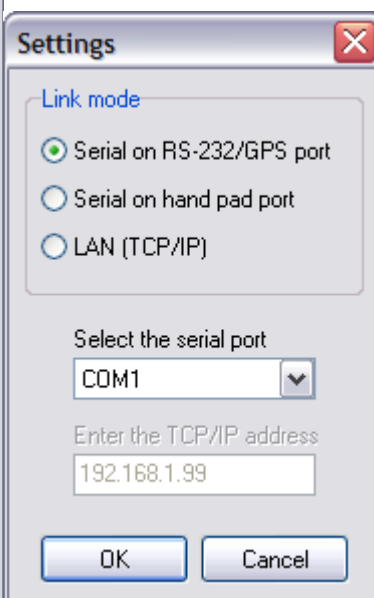 Settings
Link mode
Serial on RS-232/GPS port
Serial on hand pad port
LAN (TCP/IP)
Select the serial port
COM1
Enter the TCP/IP address
192.168.1.99
OK Cancel